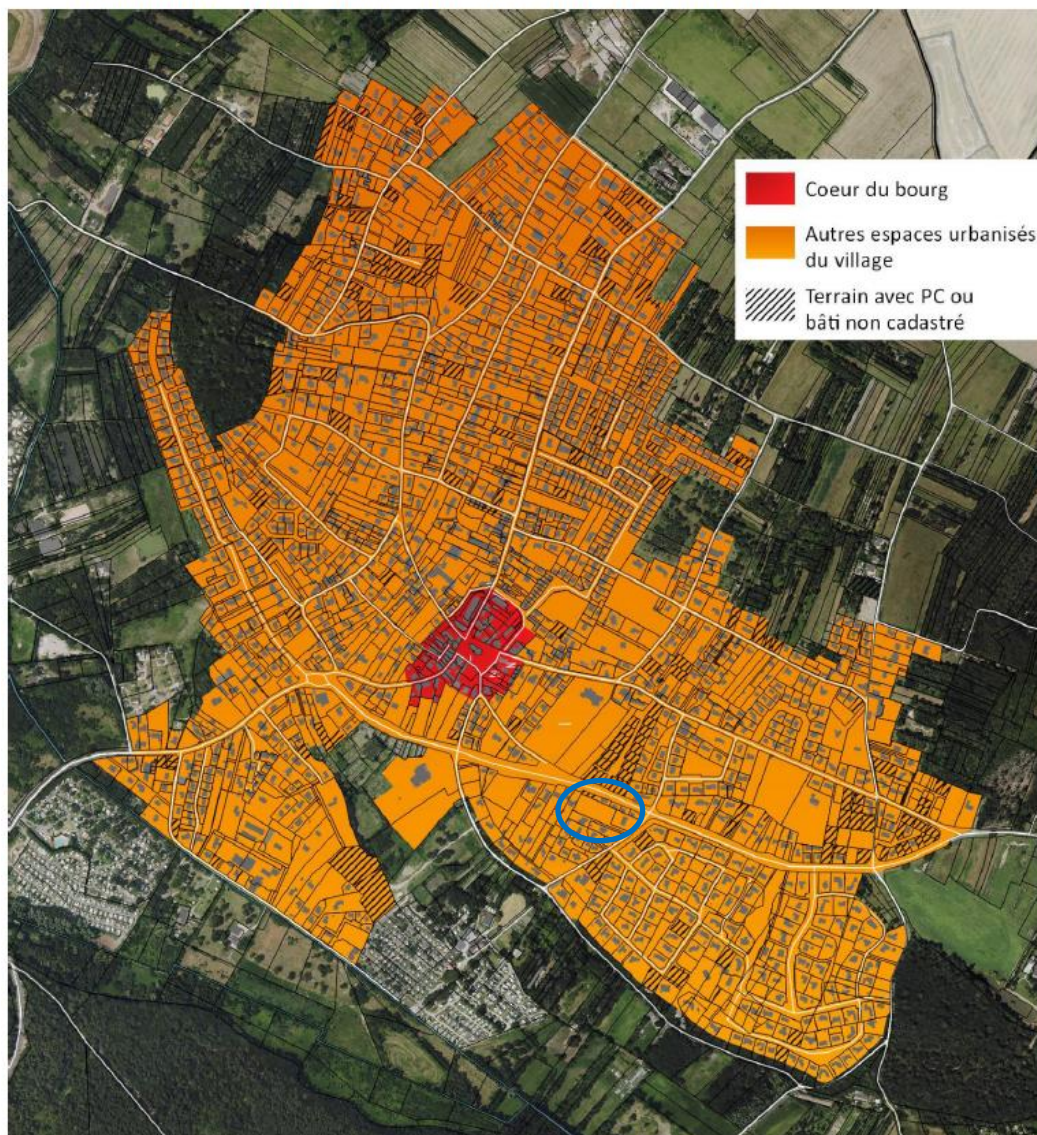 Coeur du bourg
Autres espaces urbanisés
du village
Terrain avec PC ou
bâti non cadastré